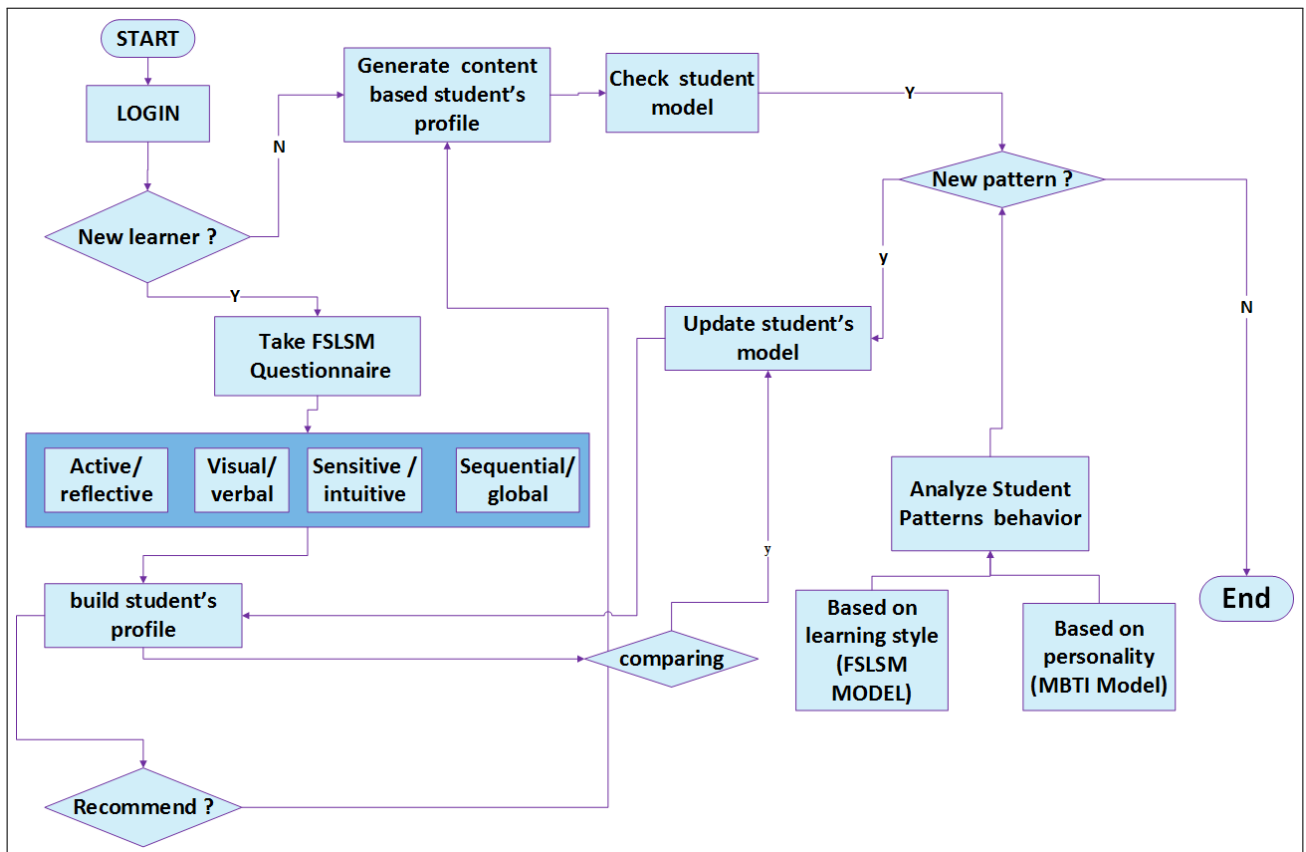 START
LOGIN
New learner ?
N
Y
Generate content
based student's
profile
Check student
model
Y
New pattern ?
y
N
Take FSLSM
Questionnaire
Update student's
model
Active/
reflective
Visual/
verbal
Sensitive /
intuitive
Sequential/
global
Analyze Student
Patterns behavior
y
build student's
profile
comparing
Based on
learning style
(FSLSM
MODEL)
Based on
personality
(MBTI Model)
End
Recommend ?